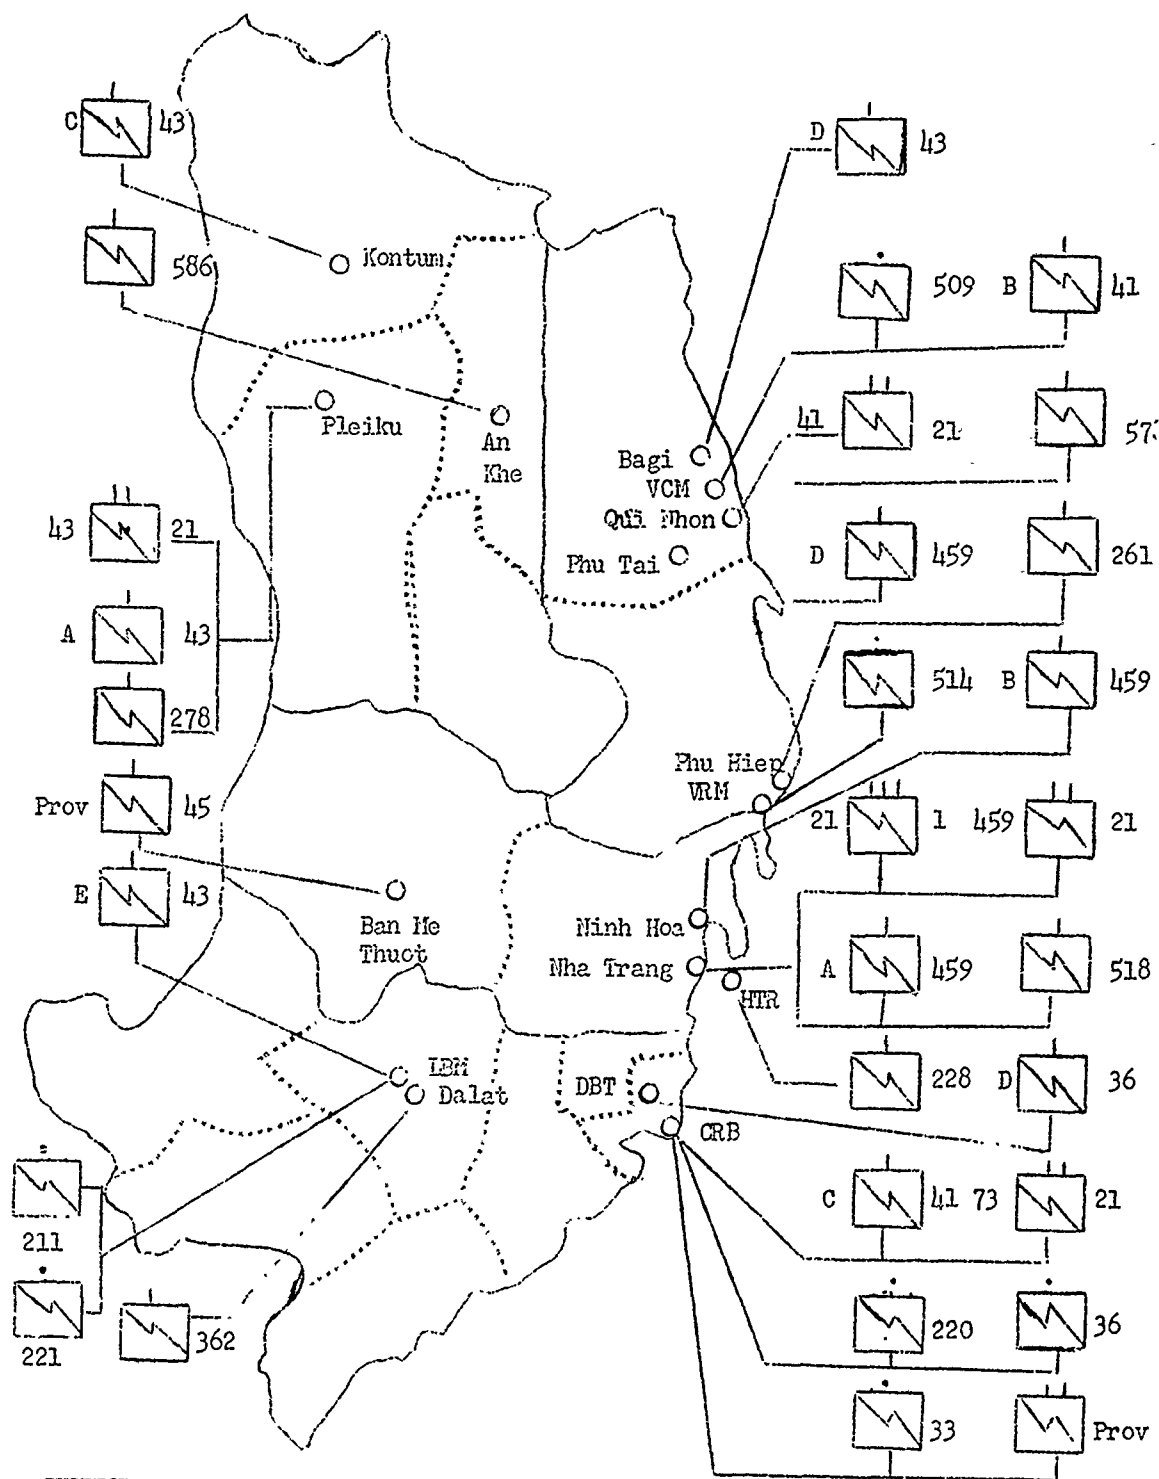 C 43
D 43
586
Kontum
509 B 41
Pleiku
An
Khe
41 21
57
Bagi
VCM
Qui Nhon
Phu Tai
43 21
D 459
261
A 43
278
514 B 459
Phu Hiep
VRM
Prov 45
21 1 459 21
E 43
Ban Me
Thuot
Ninh Hoa
Nha Trang
A 459
518
HTR
LBM
Dalat
DBT
228 D 36
CRB
C 41 73 21
211
221
362
220
36
33
Prov